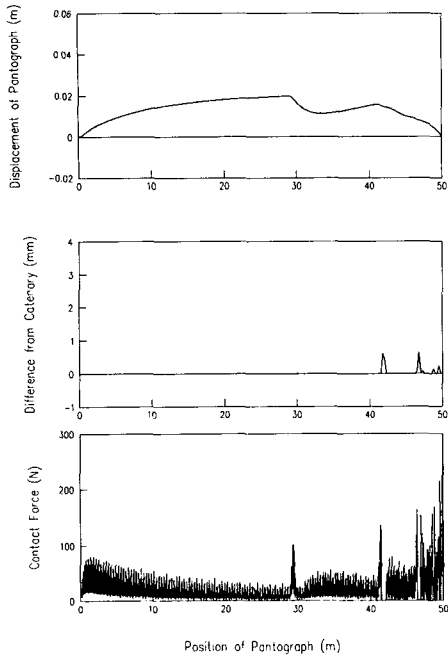 Displacement of Pantograph (m)
0.06
0.04
0.02
0
-0.02
0 10 20 30 40 50
Difference from Catenary (mm)
4
3
2
1
0
-1
0 10 20 30 40 50
Contact Force (N)
300
200
100
0
0 10 20 30 40 50
Position of Pantograph (m)